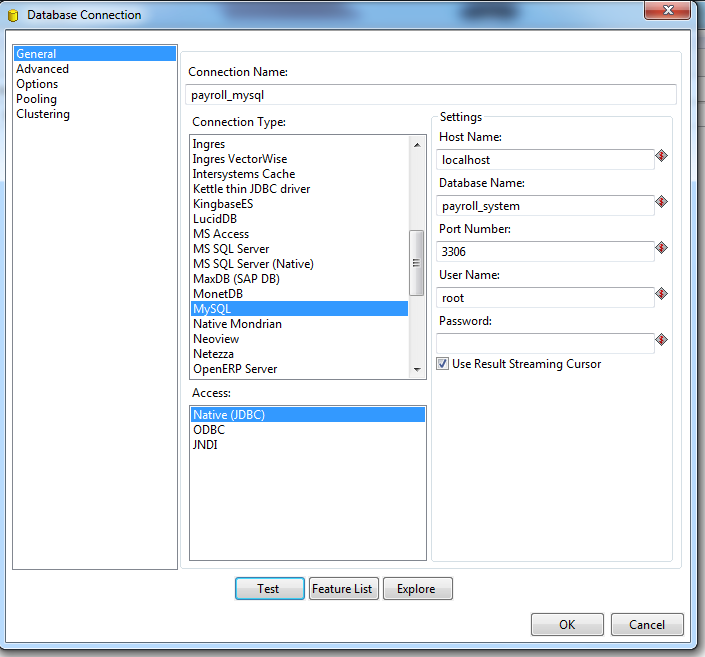 Database Connection
General
Advanced
Options
Pooling
Clustering
Connection Name:
payroll_mysql
Connection Type:
Ingres
Ingres VectorWise
Intersystems Cache
Kettle thin JDBC driver
KingbaseES
LucidDB
MS Access
MS SQL Server
MS SQL Server (Native)
MaxDB (SAP DB)
MonetDB
MySQL
Native Mondrian
Neoview
Netezza
OpenERP Server
Access:
Native (JDBC)
ODBC
JNDI
Settings
Host Name:
localhost
Database Name:
payroll_system
Port Number:
3306
User Name:
root
Password:
Use Result Streaming Cursor
Test
Feature List
Explore
OK
Cancel